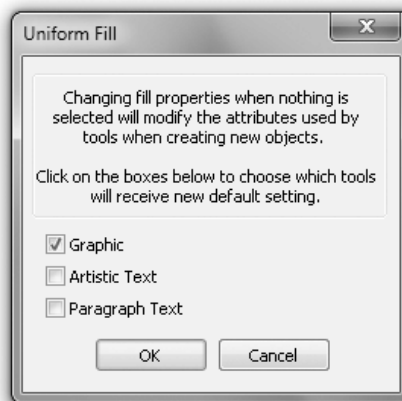 Uniform Fill
Changing fill properties when nothing is
selected will modify the attributes used by
tools when creating new objects.
Click on the boxes below to choose which tools
will receive new default setting.
Graphic
Artistic Text
Paragraph Text
OK
Cancel